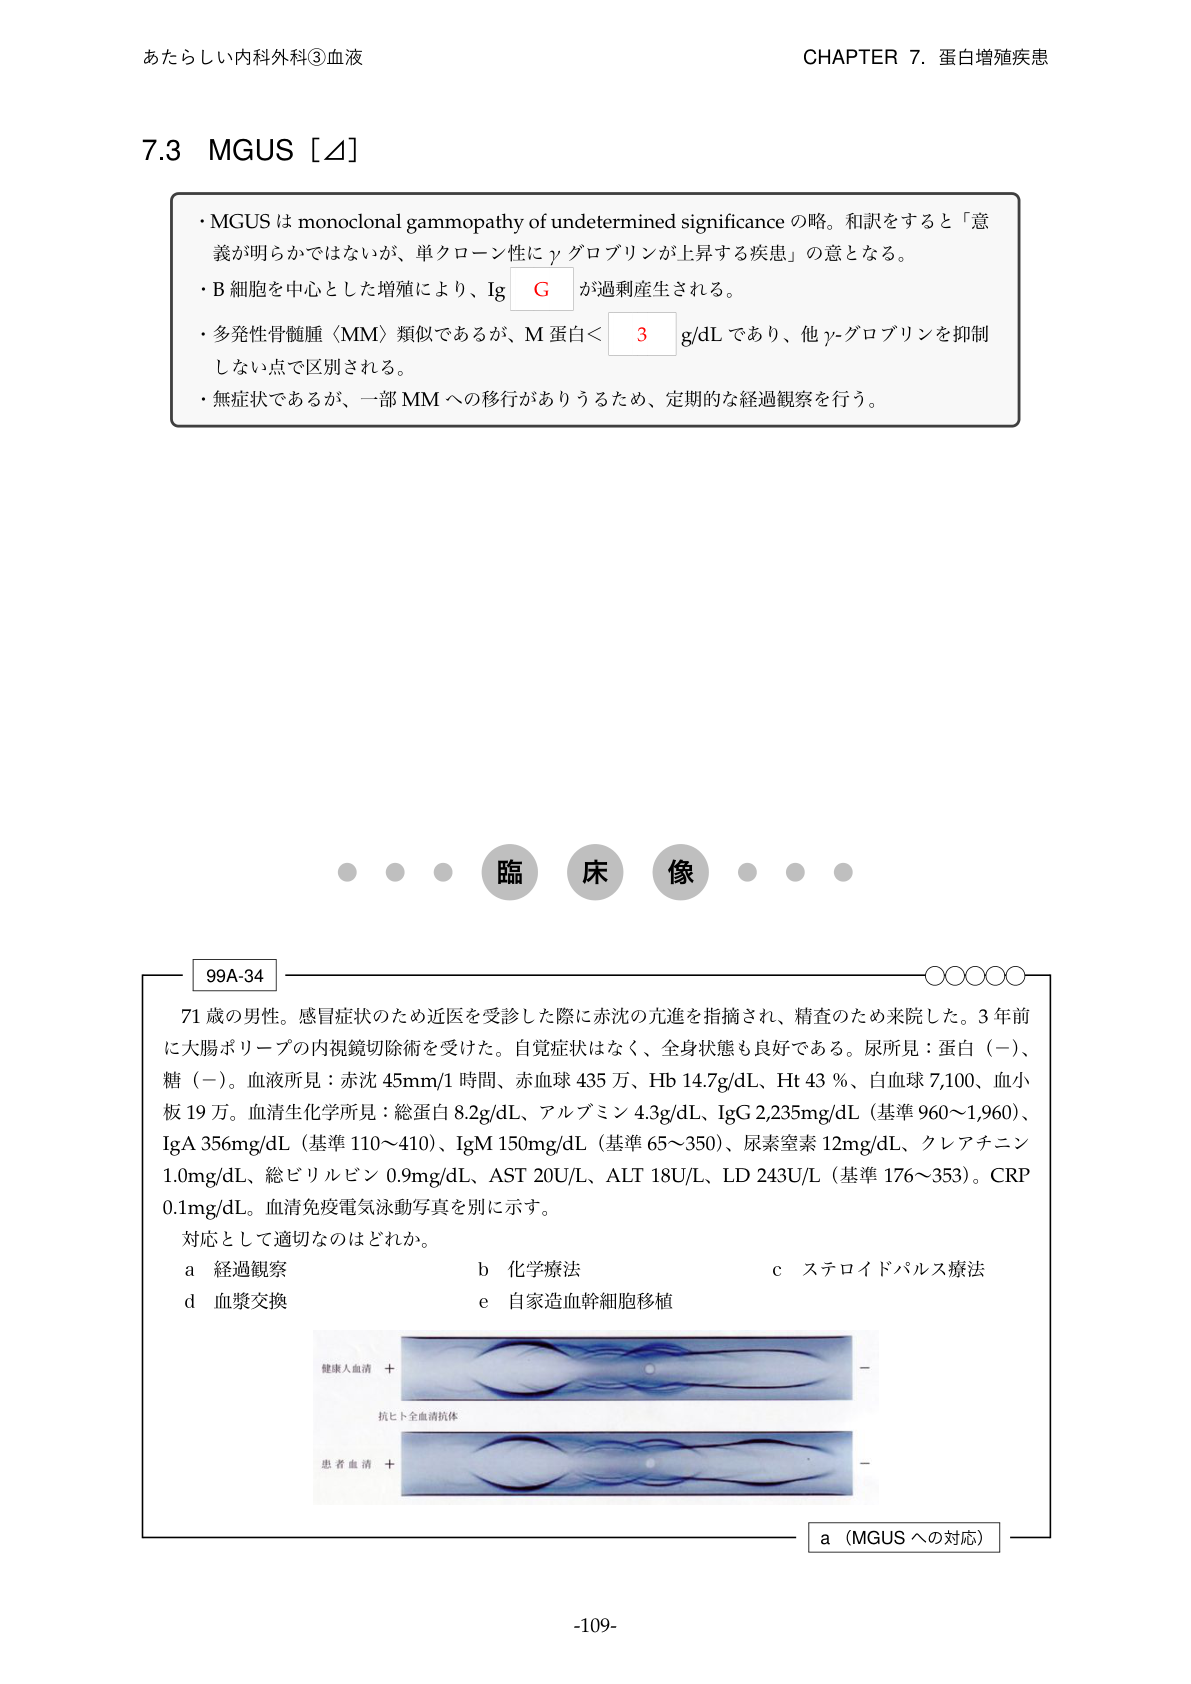 あたらしい内科外科③血液 CHAPTER 7. 蛋白増殖疾患
7.3 MGUS［⊿］
・MGUS は monoclonal gammopathy of undetermined significance の略。和訳をすると「意
義が明らかではないが、単クローン性に γ グロブリンが上昇する疾患」の意となる。
・B 細胞を中心とした増殖により、Ig G が過剰産生される。
・多発性骨髄腫〈MM〉類似であるが、M 蛋白＜ 3 g/dL であり、他 γ-グロブリンを抑制
しない点で区別される。
・無症状であるが、一部 MM への移行がありうるため、定期的な経過観察を行う。
臨 床 像
99A-34
71 歳の男性。感冒症状のため近医を受診した際に赤沈の亢進を指摘され、精査のため来院した。3 年前
に大腸ポリープの内視鏡切除術を受けた。自覚症状はなく、全身状態も良好である。尿所見：蛋白（－）、
糖（－）。血液所見：赤沈 45mm/1 時間、赤血球 435 万、Hb 14.7g/dL、Ht 43 %、白血球 7,100、血小
板 19 万。血清生化学所見：総蛋白 8.2g/dL、アルブミン 4.3g/dL、IgG 2,235mg/dL（基準 960〜1,960）、
IgA 356mg/dL（基準 110〜410）、IgM 150mg/dL（基準 65〜350）、尿素窒素 12mg/dL、クレアチニン
1.0mg/dL、総ビリルビン 0.9mg/dL、AST 20U/L、ALT 18U/L、LD 243U/L（基準 176〜353）。CRP
0.1mg/dL。血清免疫電気泳動写真を別に示す。
対応として適切なのはどれか。
a 経過観察 b 化学療法 c ステロイドパルス療法
d 血漿交換 e 自家造血幹細胞移植
健康人血清 ＋ －
抗ヒト全血清抗体
患者血清 ＋ －
a （MGUS への対応）
-109-